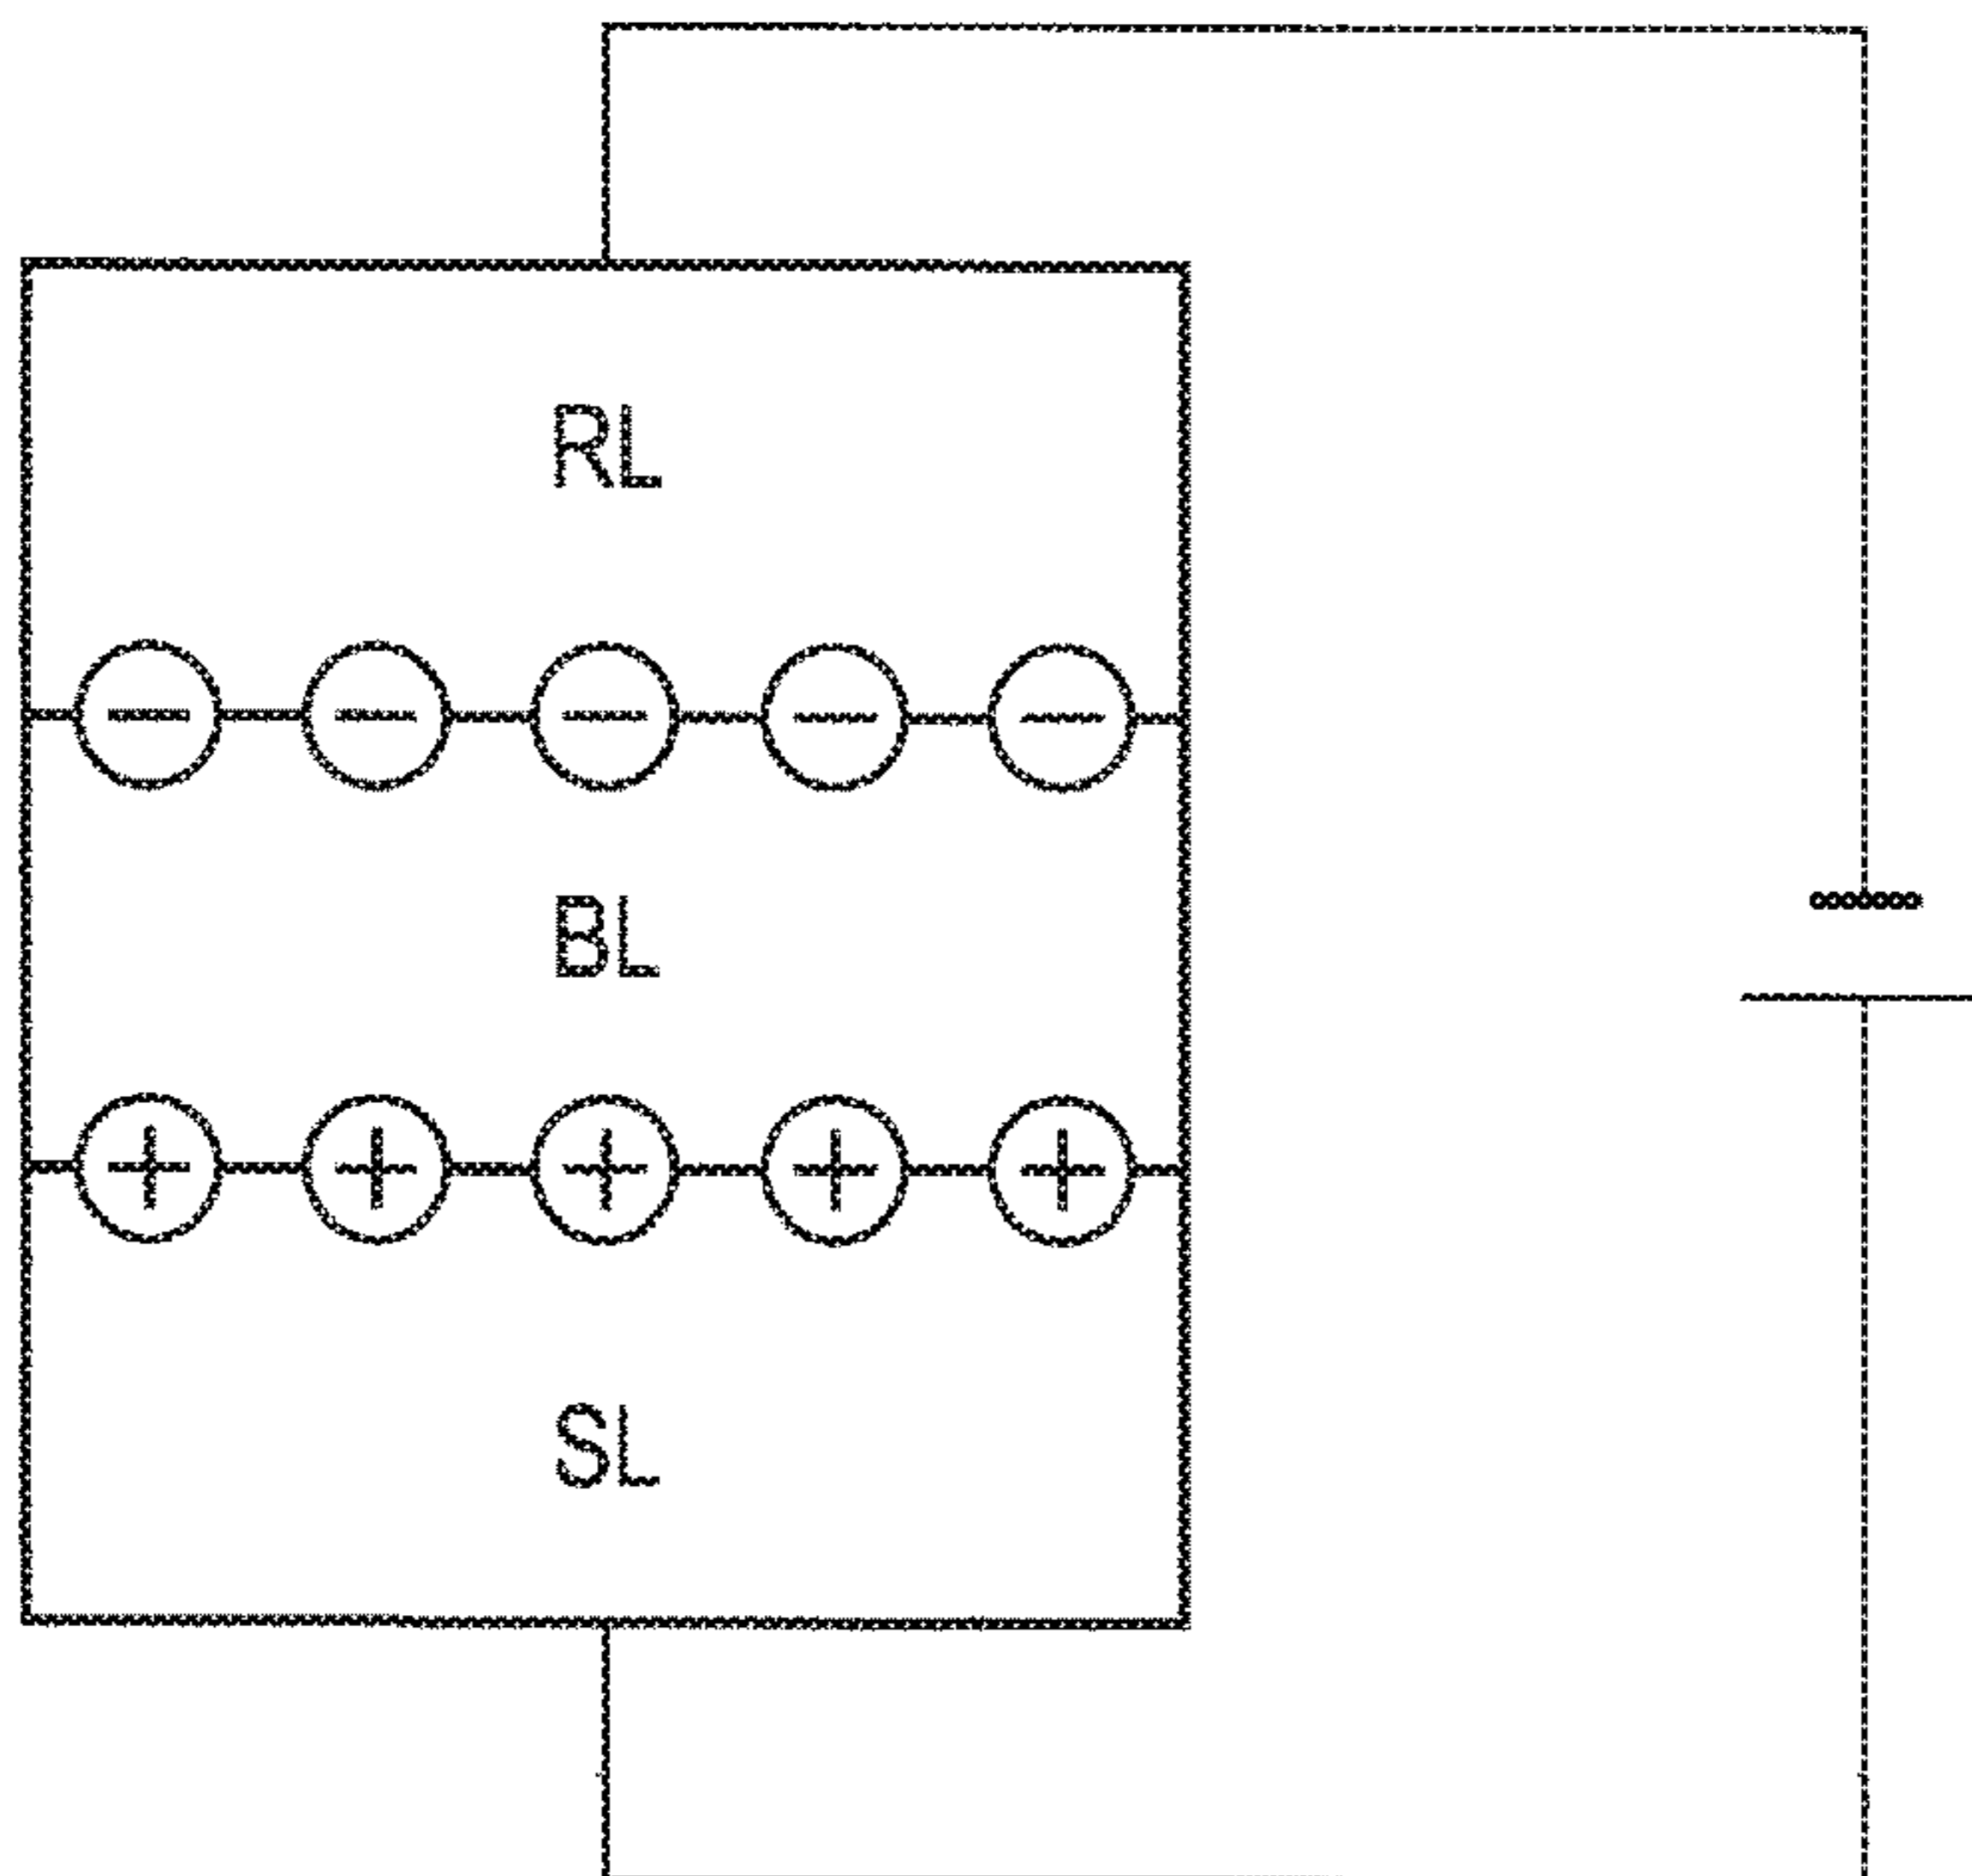 RL
− − − − −
BL
+ + + + +
SL